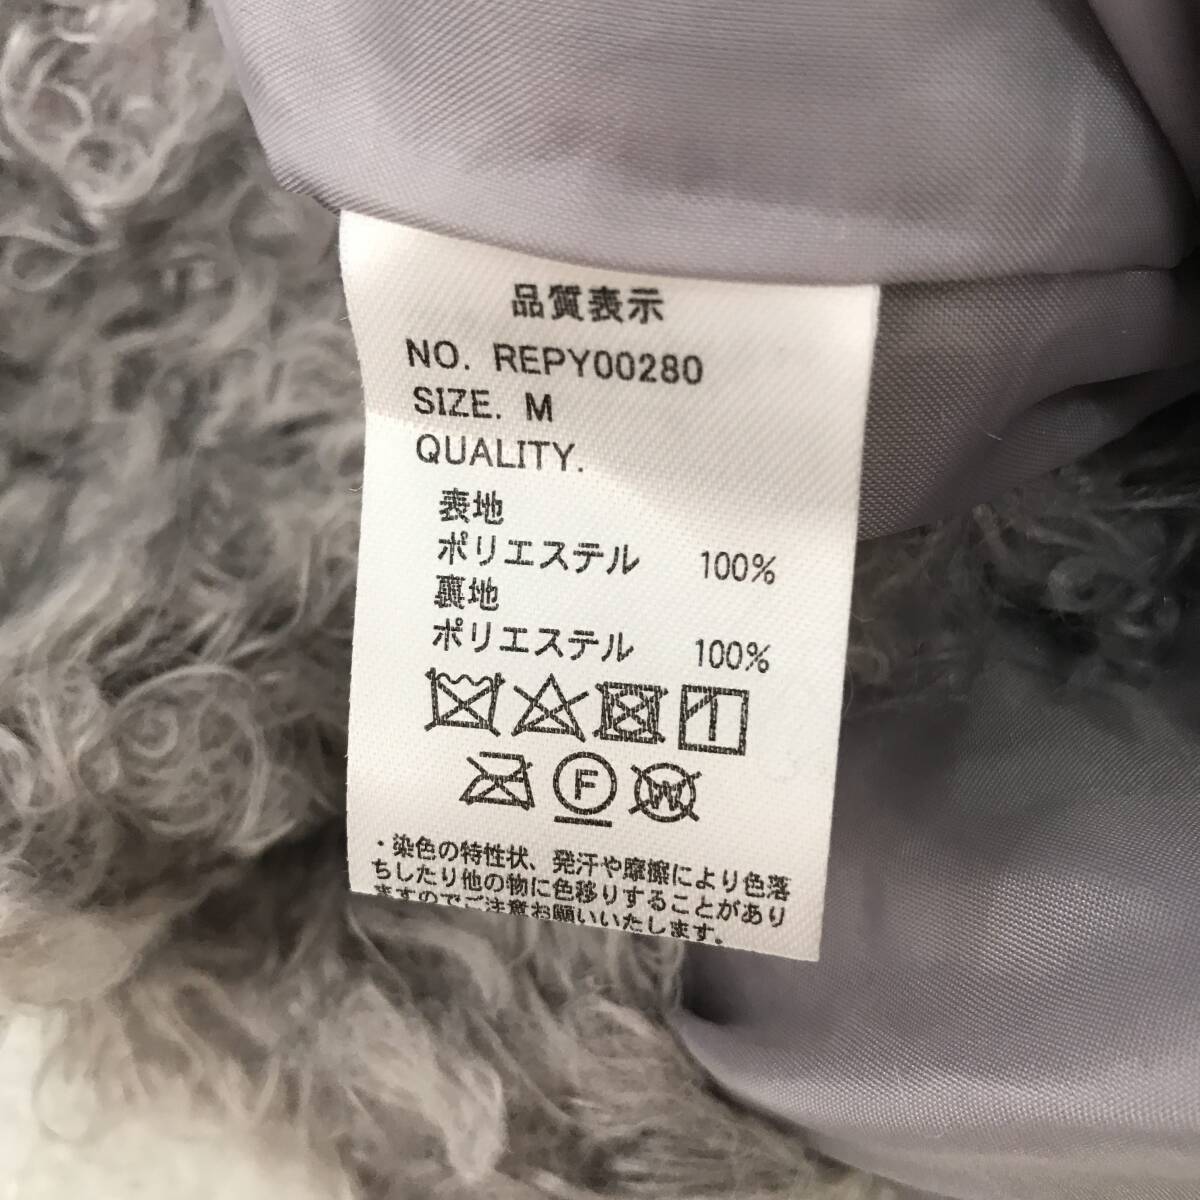 品質表示
NO. REPY00280
SIZE. M
QUALITY.
表地
ポリエステル 100%
裏地
ポリエステル 100%
F
W
・染色の特性状、発汗や摩擦により色落
ちしたり他の物に色移りすることがあり
ますのでご注意お願いいたします。